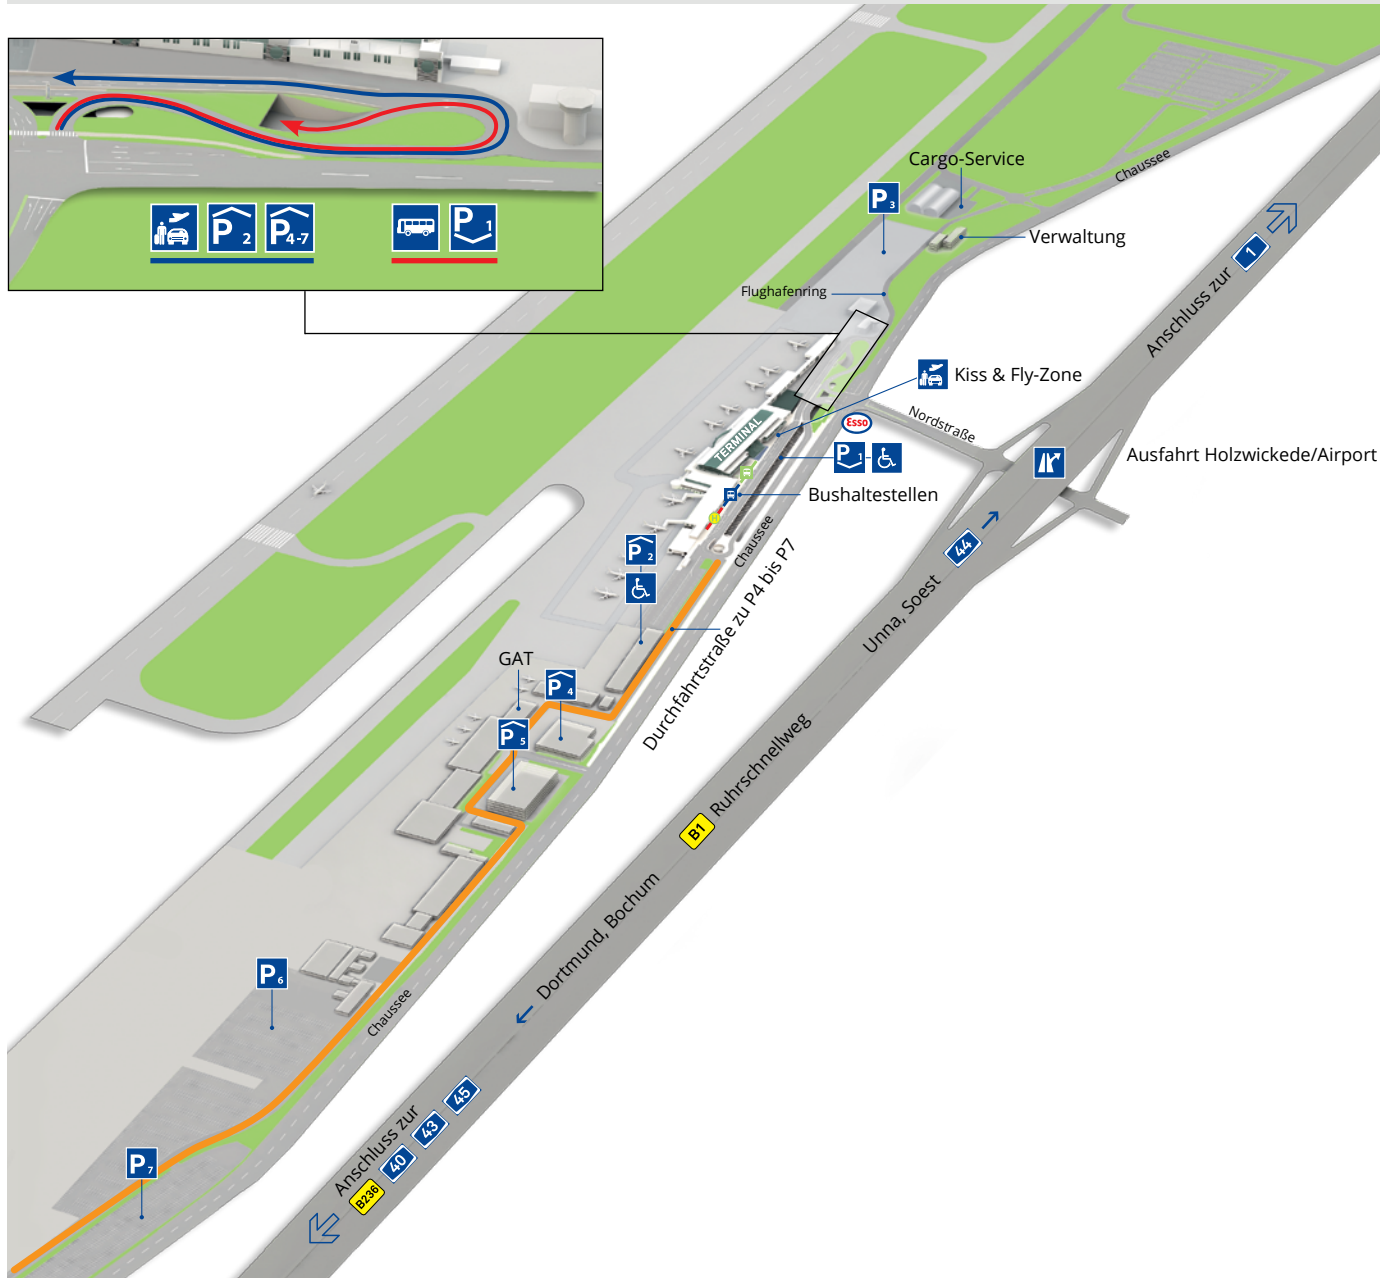 P2
P4-7
P1
Cargo-Service
Chaussee
P3
Verwaltung
1
Anschluss zur
Flughafenring
Kiss & Fly-Zone
Nordstraße
Esso
TERMINAL
P1
Ausfahrt Holzwickede/Airport
Bushaltestellen
H
Chaussee
44
Unna, Soest
P2
Durchfahrtstraße zu P4 bis P7
GAT
P4
P5
Ruhrschnellweg
B1
Dortmund, Bochum
P6
Chaussee
Anschluss zur
45
43
40
B236
P7